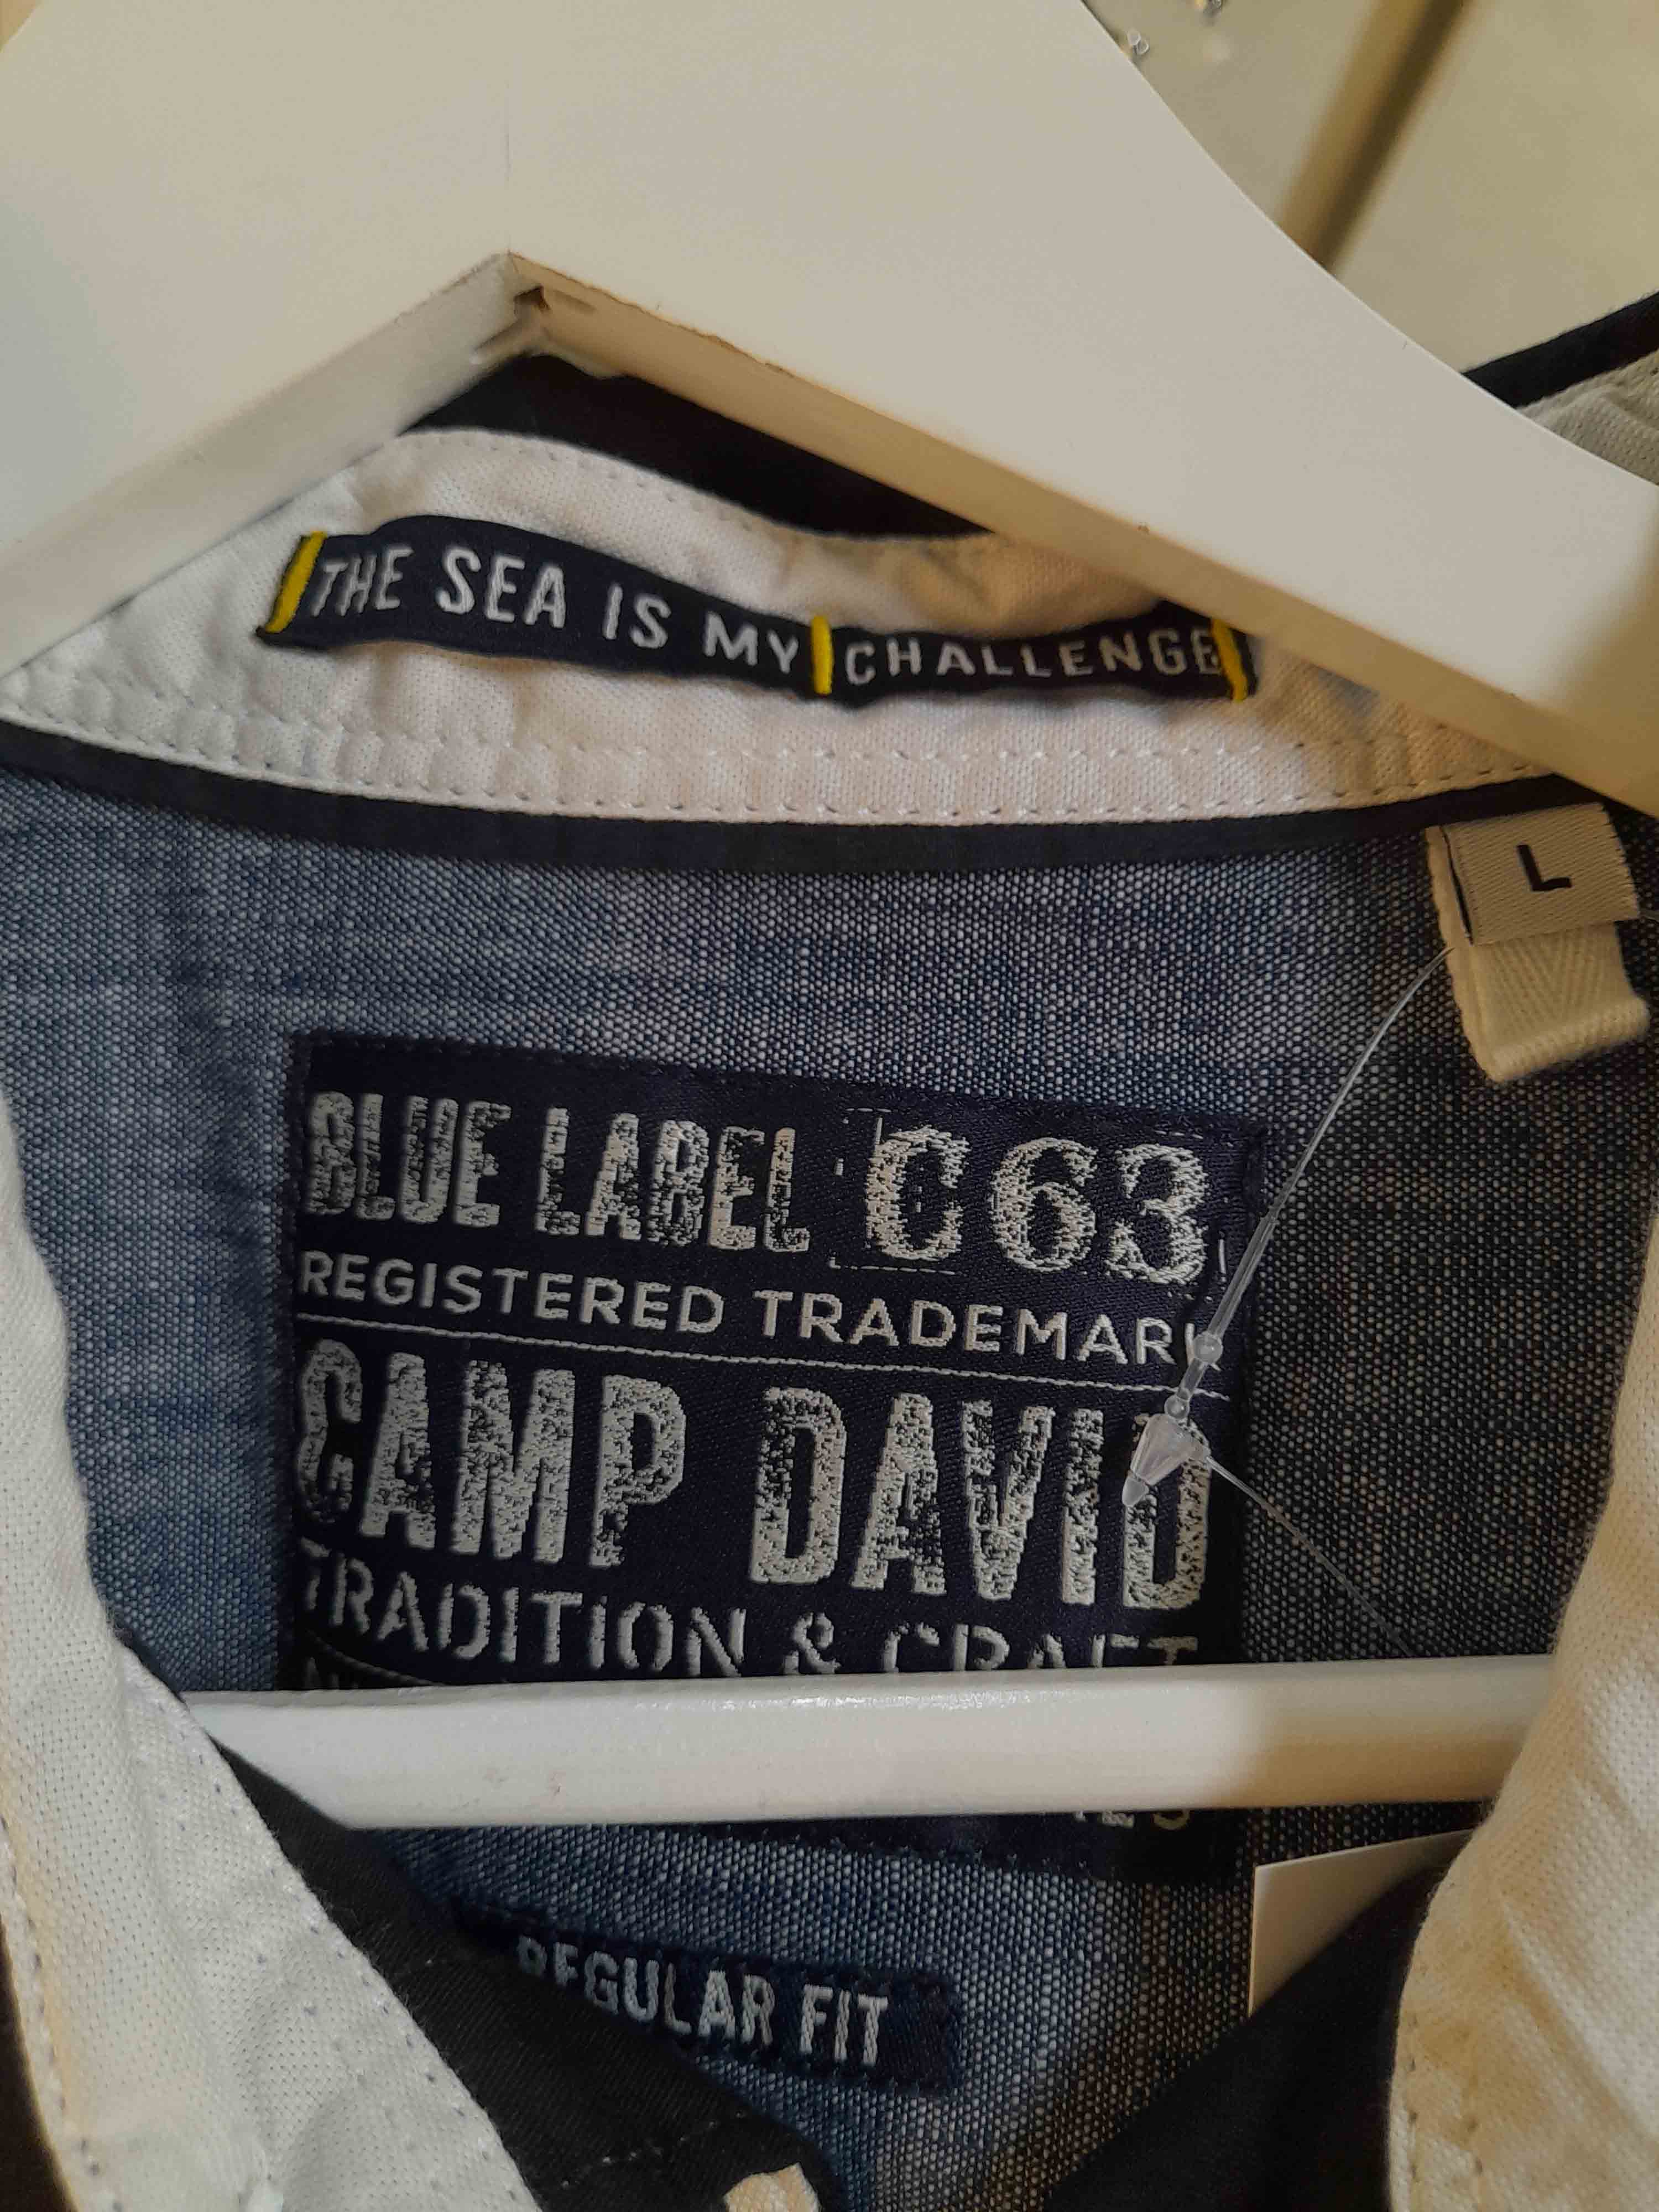 THE SEA IS MY CHALLENGE
L
BLUE LABEL C63
REGISTERED TRADEMARK
CAMP DAVID
TRADITION & CRAFT
REGULAR FIT